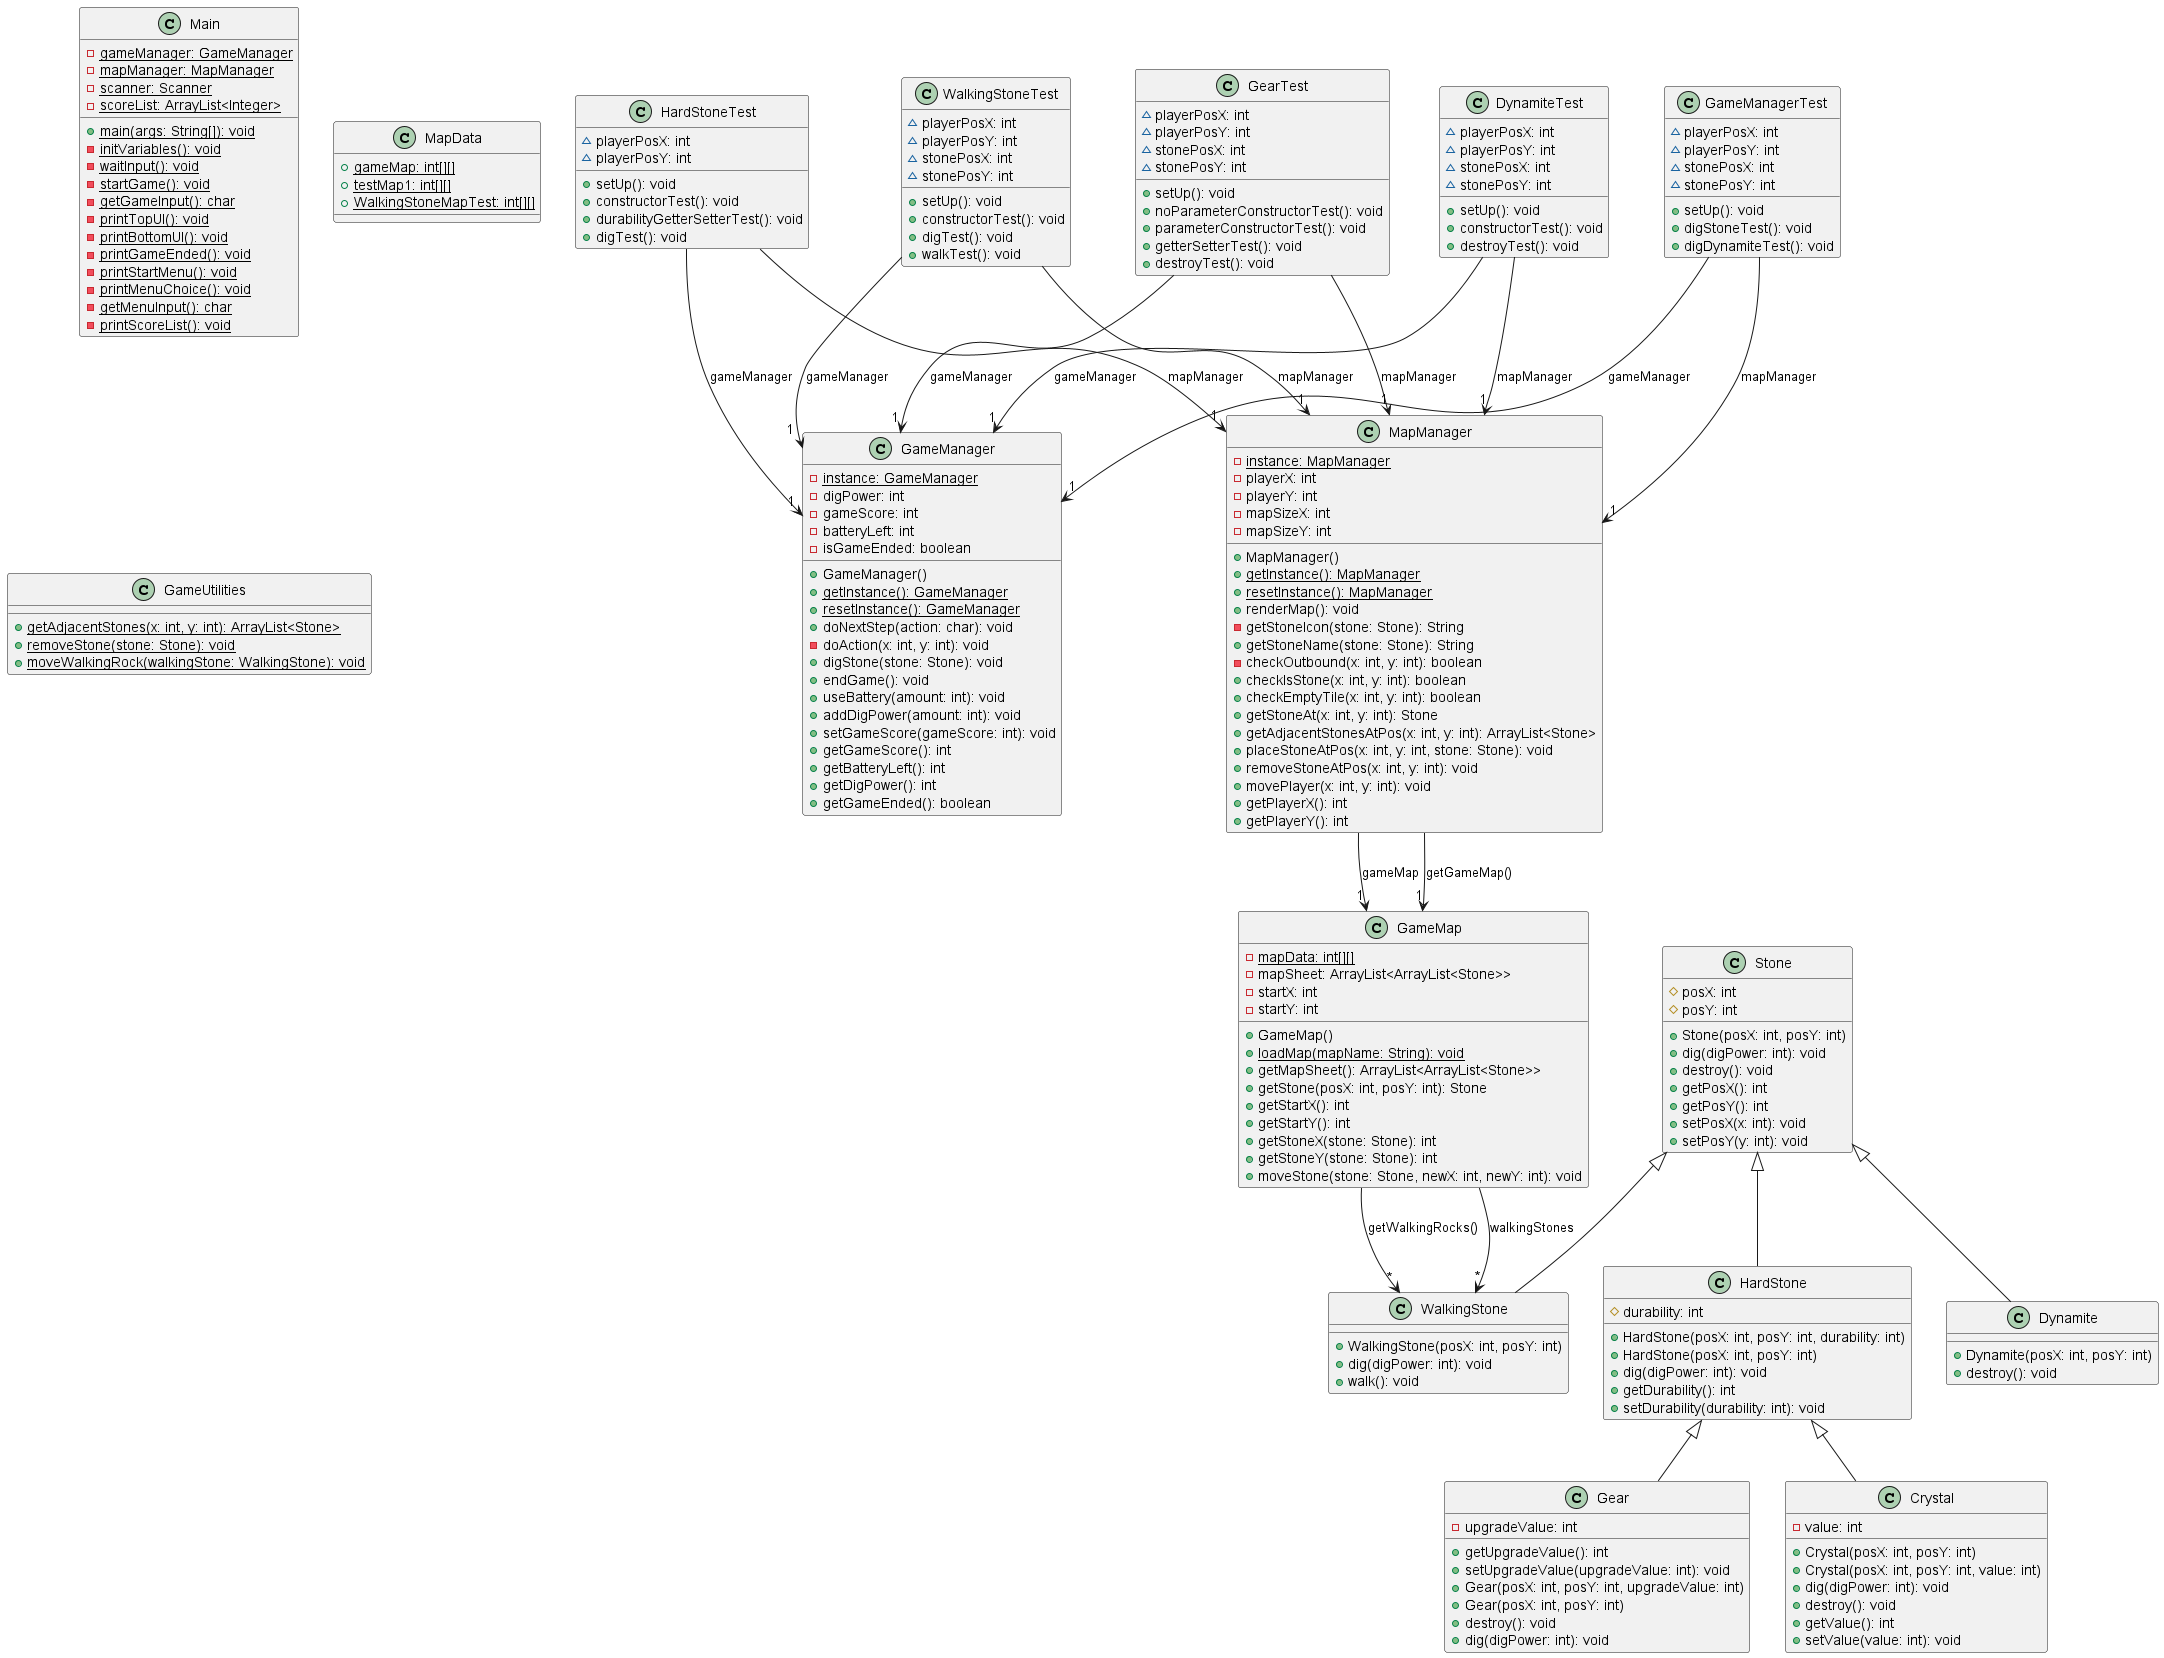 Main
gameManager: GameManager
mapManager: MapManager
scanner: Scanner
scoreList: ArrayList<Integer>
main(args: String[]): void
initVariables(): void
waitInput(): void
startGame(): void
getGameInput(): char
printTopUI(): void
printBottomUI(): void
printGameEnded(): void
printStartMenu(): void
printMenuChoice(): void
getMenuInput(): char
printScoreList(): void
MapData
gameMap: int[][]
testMap1: int[][]
WalkingStoneMapTest: int[][]
HardStoneTest
playerPosX: int
playerPosY: int
setUp(): void
constructorTest(): void
durabilityGetterSetterTest(): void
digTest(): void
WalkingStoneTest
playerPosX: int
playerPosY: int
stonePosX: int
stonePosY: int
setUp(): void
constructorTest(): void
digTest(): void
walkTest(): void
GearTest
playerPosX: int
playerPosY: int
stonePosX: int
stonePosY: int
setUp(): void
noParameterConstructorTest(): void
parameterConstructorTest(): void
getterSetterTest(): void
destroyTest(): void
DynamiteTest
playerPosX: int
playerPosY: int
stonePosX: int
stonePosY: int
setUp(): void
constructorTest(): void
destroyTest(): void
GameManagerTest
playerPosX: int
playerPosY: int
stonePosX: int
stonePosY: int
setUp(): void
digStoneTest(): void
digDynamiteTest(): void
gameManager
gameManager
gameManager
gameManager
mapManager
mapManager
mapManager
mapManager
gameManager
mapManager
1
1
1
1
1
1
1
1
1
1
GameUtilities
getAdjacentStones(x: int, y: int): ArrayList<Stone>
removeStone(stone: Stone): void
moveWalkingRock(walkingStone: WalkingStone): void
GameManager
instance: GameManager
digPower: int
gameScore: int
batteryLeft: int
isGameEnded: boolean
GameManager()
getInstance(): GameManager
resetInstance(): GameManager
doNextStep(action: char): void
doAction(x: int, y: int): void
digStone(stone: Stone): void
endGame(): void
useBattery(amount: int): void
addDigPower(amount: int): void
setGameScore(gameScore: int): void
getGameScore(): int
getBatteryLeft(): int
getDigPower(): int
getGameEnded(): boolean
MapManager
instance: MapManager
playerX: int
playerY: int
mapSizeX: int
mapSizeY: int
MapManager()
getInstance(): MapManager
resetInstance(): MapManager
renderMap(): void
getStoneIcon(stone: Stone): String
getStoneName(stone: Stone): String
checkOutbound(x: int, y: int): boolean
checkIsStone(x: int, y: int): boolean
checkEmptyTile(x: int, y: int): boolean
getStoneAt(x: int, y: int): Stone
getAdjacentStonesAtPos(x: int, y: int): ArrayList<Stone>
placeStoneAtPos(x: int, y: int, stone: Stone): void
removeStoneAtPos(x: int, y: int): void
movePlayer(x: int, y: int): void
getPlayerX(): int
getPlayerY(): int
gameMap
getGameMap()
1
1
GameMap
mapData: int[][]
mapSheet: ArrayList<ArrayList<Stone>>
startX: int
startY: int
GameMap()
loadMap(mapName: String): void
getMapSheet(): ArrayList<ArrayList<Stone>>
getStone(posX: int, posY: int): Stone
getStartX(): int
getStartY(): int
getStoneX(stone: Stone): int
getStoneY(stone: Stone): int
moveStone(stone: Stone, newX: int, newY: int): void
Stone
posX: int
posY: int
Stone(posX: int, posY: int)
dig(digPower: int): void
destroy(): void
getPosX(): int
getPosY(): int
setPosX(x: int): void
setPosY(y: int): void
getWalkingRocks()
walkingStones
*
*
WalkingStone
WalkingStone(posX: int, posY: int)
dig(digPower: int): void
walk(): void
HardStone
durability: int
HardStone(posX: int, posY: int, durability: int)
HardStone(posX: int, posY: int)
dig(digPower: int): void
getDurability(): int
setDurability(durability: int): void
Dynamite
Dynamite(posX: int, posY: int)
destroy(): void
Gear
upgradeValue: int
getUpgradeValue(): int
setUpgradeValue(upgradeValue: int): void
Gear(posX: int, posY: int, upgradeValue: int)
Gear(posX: int, posY: int)
destroy(): void
dig(digPower: int): void
Crystal
value: int
Crystal(posX: int, posY: int)
Crystal(posX: int, posY: int, value: int)
dig(digPower: int): void
destroy(): void
getValue(): int
setValue(value: int): void